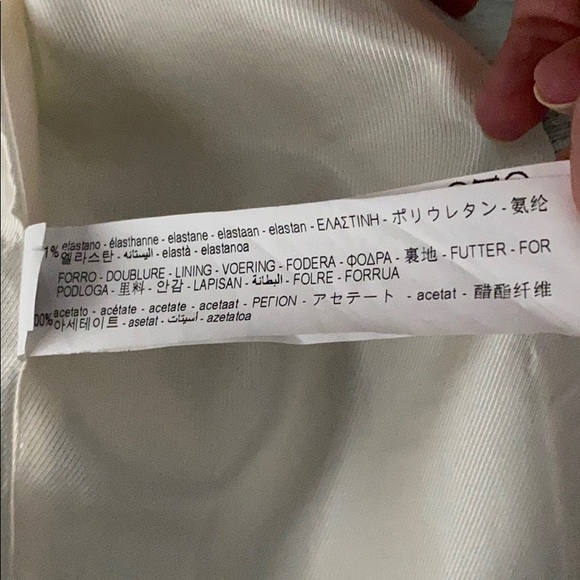 1% elastano - élasthanne - elastane - elastaan - elastan - ΕΛΑΣΤΙΝΗ - ポリウレタン - 氨纶
엘라스탄 - اليستانه - elastà - elastanoa
FORRO - DOUBLURE - LINING - VOERING - FODERA - ΦΟΔΡΑ - 裏地 - FUTTER - FOR
PODLOGA - 里料 - 안감 - LAPISAN - البطانة - FOLRE - FORRUA
00% acetato - acétate - acetate - acetaat - ΡΕΓΙΟΝ - アセテート - acetat - 醋酯纤维
아세테이트 - asetat - أسيتات - azetatoa